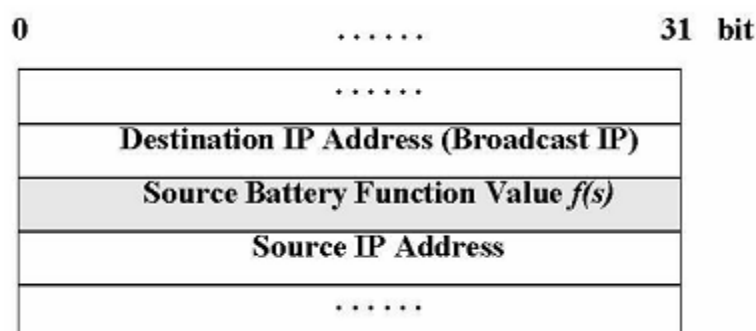 0 . . . . . . 31 bit
. . . . . .
Destination IP Address (Broadcast IP)
Source Battery Function Value f(s)
Source IP Address
. . . . . .